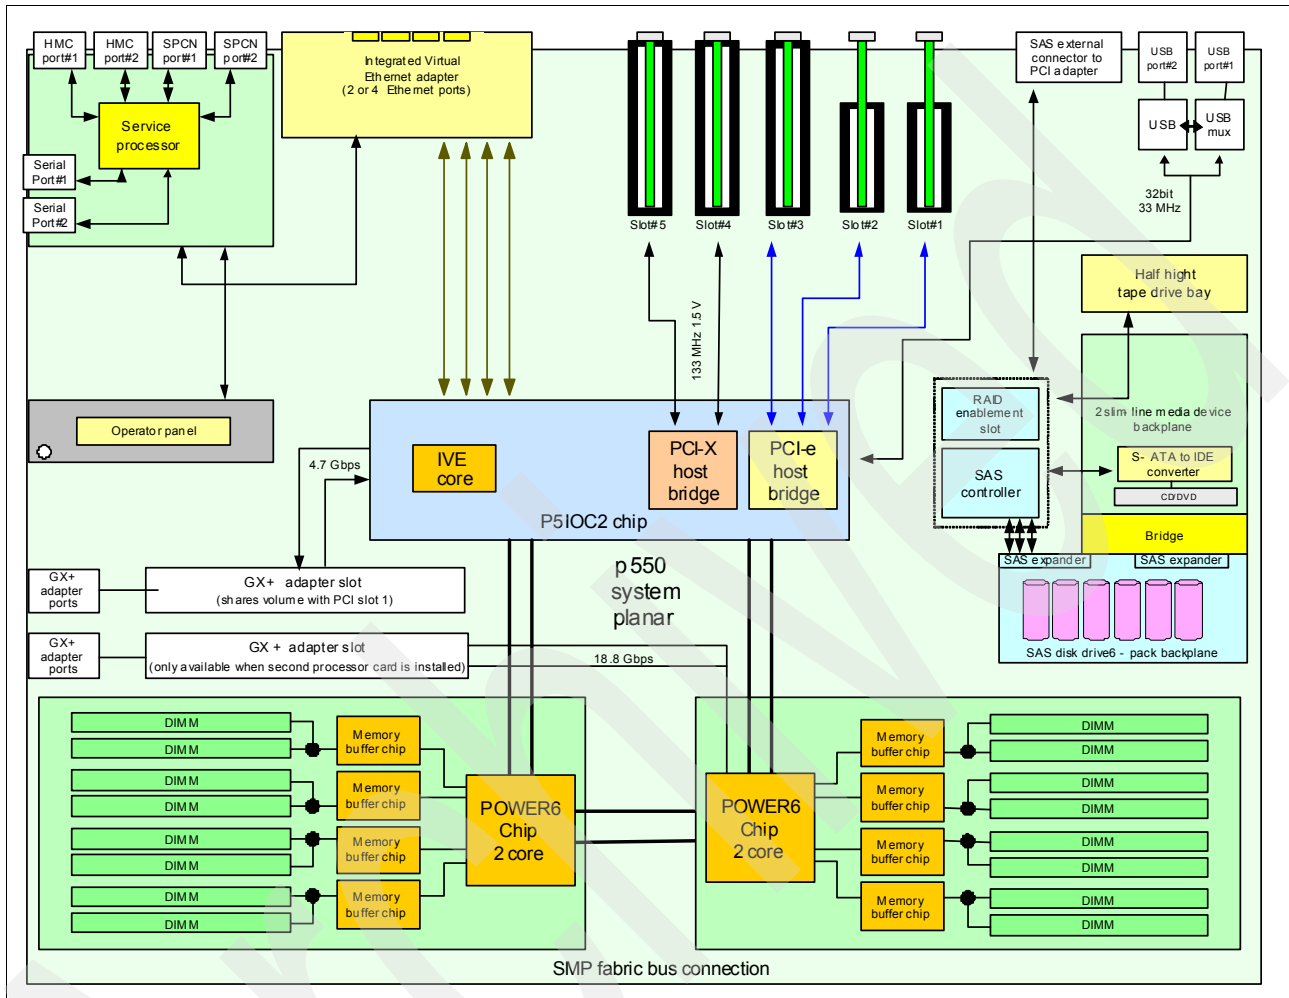 HMC
port#1
HMC
port#2
SPCN
port#1
SPCN
port#2
Integrated Virtual
Ethernet adapter
(2 or 4 Ethernet ports)
SAS external
connector to
PCI adapter
USB
port#2
USB
port#1
Service
processor
USB
USB
mux
Serial
Port#1
Serial
Port#2
32bit
33 MHz
Slot#5
Slot#4
Slot#3
Slot#2
Slot#1
Half hight
tape drive bay
133 MHz 1.5 V
Operator panel
RAID
enablement
slot
2 slim-line media device
backplane
4.7 Gbps
IVE
core
PCI-X
host
bridge
PCI-e
host
bridge
S- ATA to IDE
converter
CD/DVD
SAS
controller
P5IOC2 chip
Bridge
SAS expander
SAS expander
p550
system
planar
GX+
adapter
ports
GX+ adapter slot
(shares volume with PCI slot 1)
GX+
adapter
ports
GX + adapter slot
(only available when second processor card is installed)
18.8 Gbps
SAS disk drive6 - pack backplane
DIMM
DIMM
DIMM
DIMM
DIMM
DIMM
DIMM
DIMM
Memory
buffer chip
Memory
buffer chip
Memory
buffer chip
Memory
buffer chip
POWER6
Chip
2 core
POWER6
Chip
2 core
Memory
buffer chip
Memory
buffer chip
Memory
buffer chip
Memory
buffer chip
DIMM
DIMM
DIMM
DIMM
DIMM
DIMM
DIMM
DIMM
SMP fabric bus connection